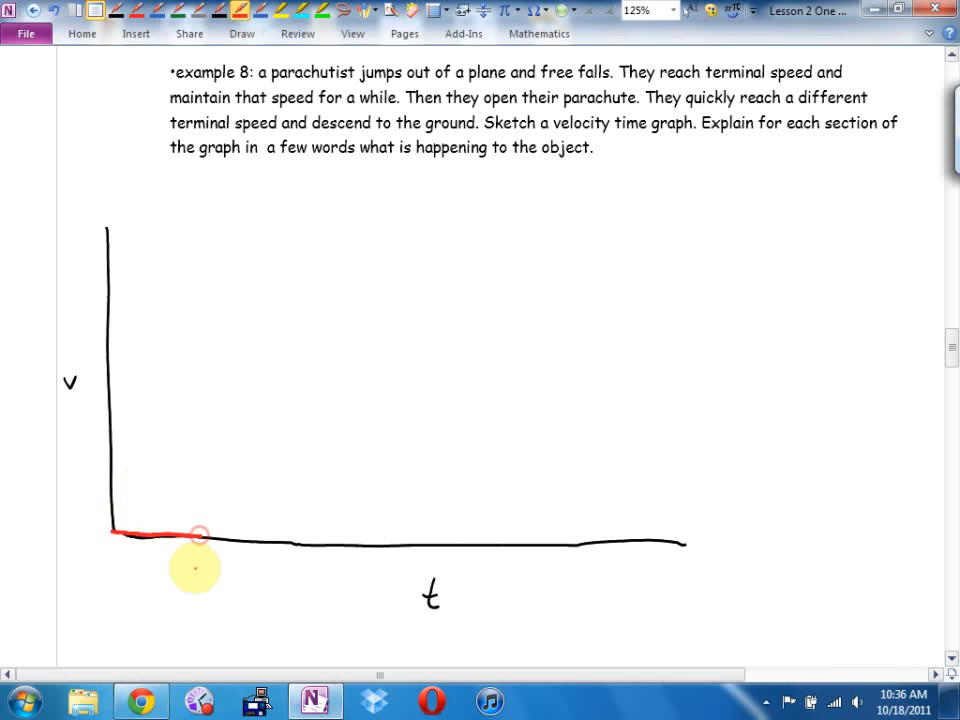 125%
Lesson 2 One ...
File Home Insert Share Draw Review View Pages Add-Ins Mathematics
•example 8: a parachutist jumps out of a plane and free falls. They reach terminal speed and
maintain that speed for a while. Then they open their parachute. They quickly reach a different
terminal speed and descend to the ground. Sketch a velocity time graph. Explain for each section of
the graph in a few words what is happening to the object.
v
t
10:36 AM
10/18/2011